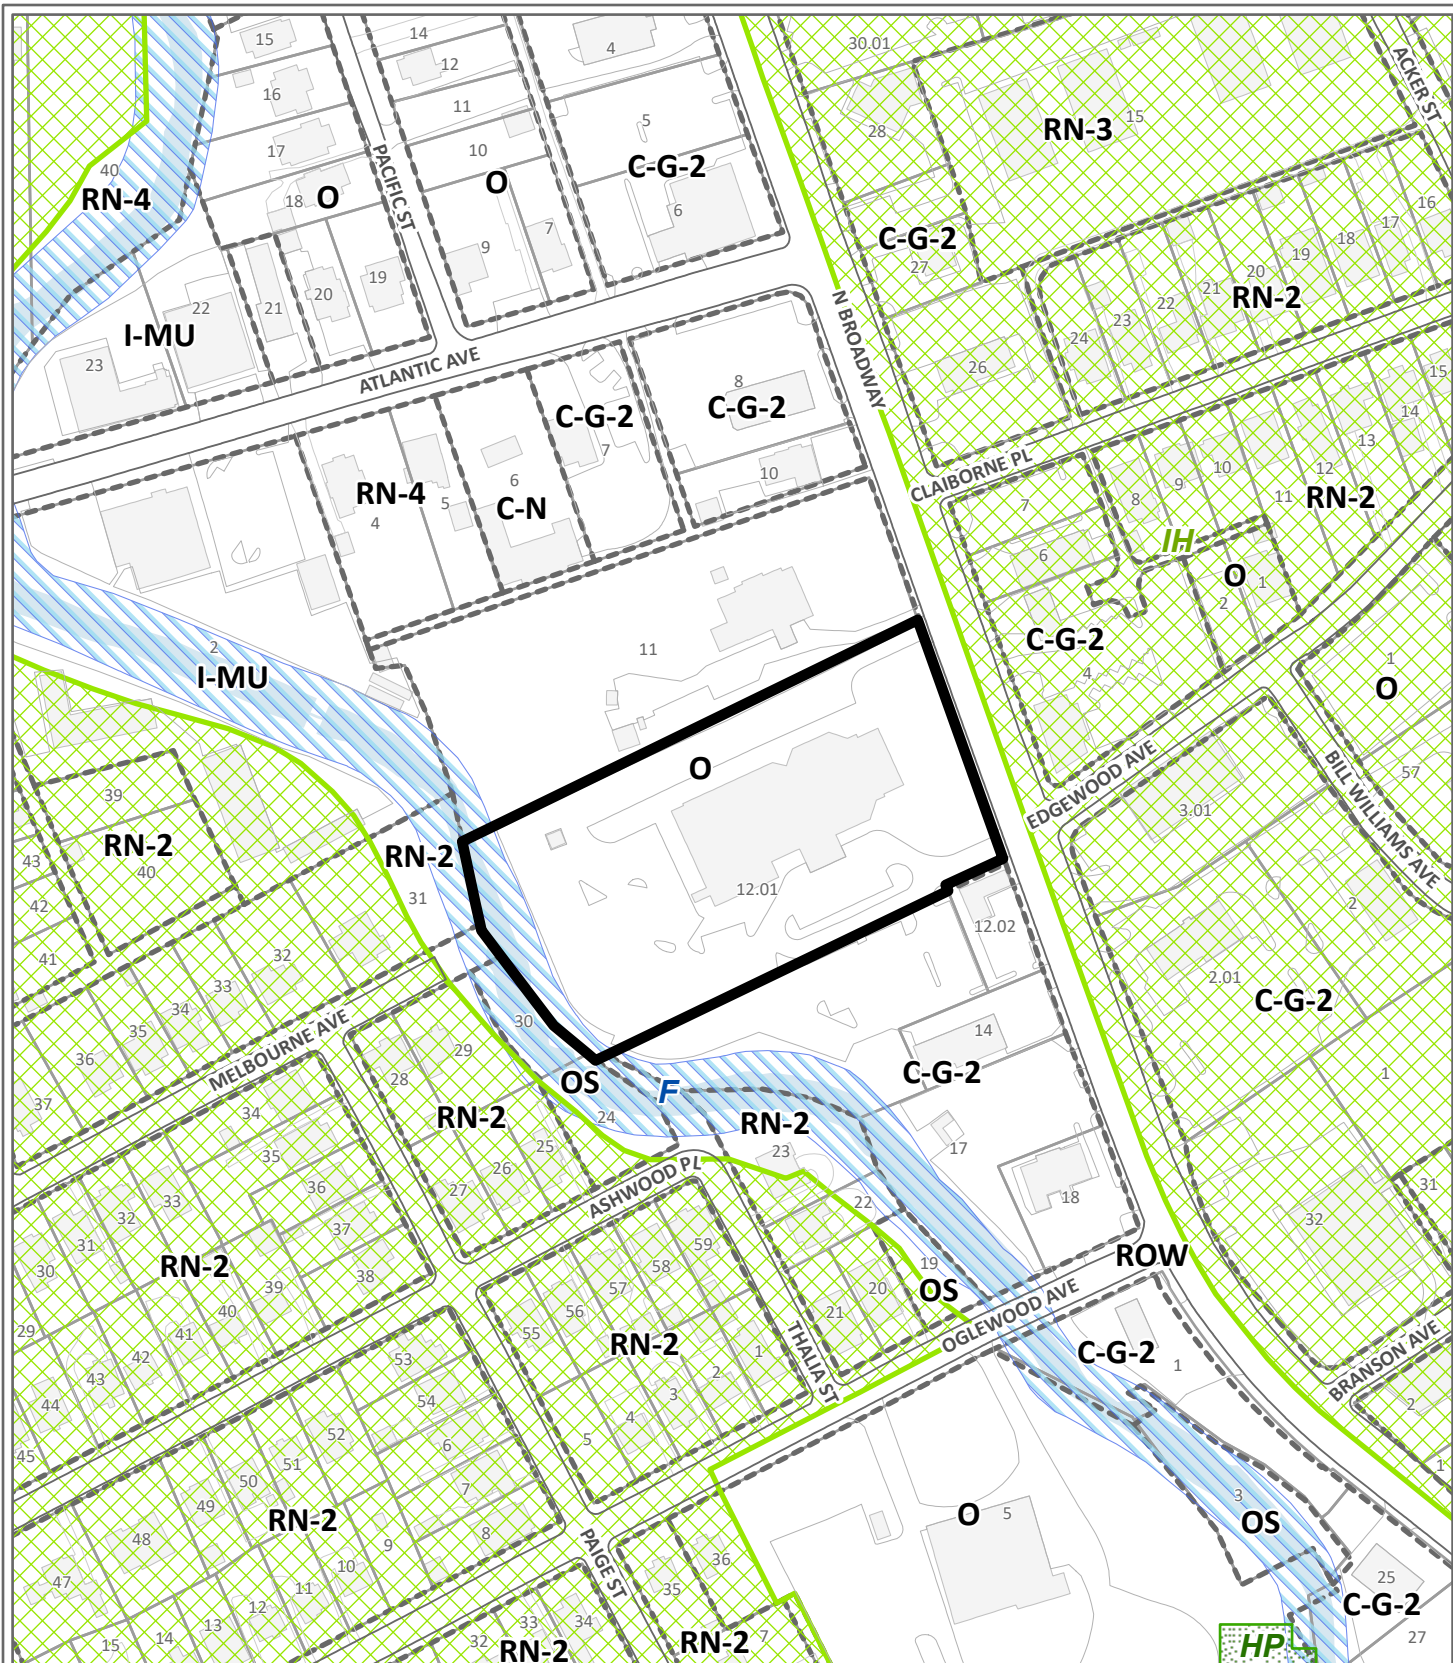 15
14
4
30.01
ACKER ST
12
16
11
5
28
RN-3
15
17
PACIFIC ST
10
C-G-2
40
RN-4
18
O
O
6
16
17
18
19
20
21
22
23
24
RN-2
C-G-2
27
9
7
19
20
21
22
I-MU
23
N BROADWAY
ATLANTIC AVE
26
8
C-G-2
C-G-2
7
15
14
13
12
11
10
9
8
RN-2
CLAIBORNE PL
10
RN-4
4
5
6
C-N
7
6
IH
O
1
2
C-G-2
4
2
I-MU
11
1
O
O
EDGEWOOD AVE
BILL WILLIAMS AVE
57
39
RN-2
40
43
42
41
RN-2
31
3.01
12.01
12.02
2
2.01
C-G-2
32
33
34
35
36
37
MELBOURNE AVE
30
29
28
14
C-G-2
1
OS
F
24
RN-2
23
RN-2
25
26
27
17
18
34
35
36
37
38
33
32
31
30
RN-2
39
40
41
42
43
44
45
29
ASHWOOD PL
22
19
OS
20
21
ROW
OGLEWOOD AVE
31
32
59
58
57
56
55
RN-2
1
2
3
4
5
THALIA ST
C-G-2
1
BRANSON AVE
2
1
53
54
52
51
50
49
48
47
6
7
8
9
10
11
12
13
14
15
RN-2
PAIGE ST
O
5
3
OS
36
35
34
33
32
RN-2
RN-2
7
25
C-G-2
27
HP